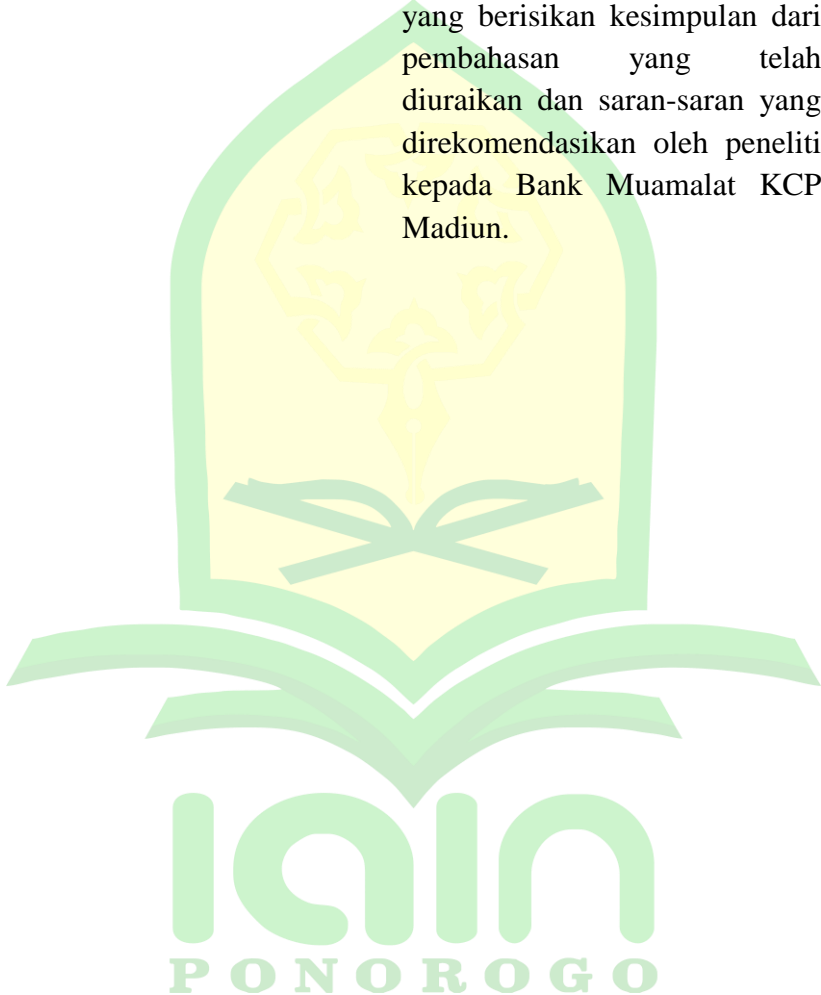 yang berisikan kesimpulan dari
pembahasan yang telah
diuraikan dan saran-saran yang
direkomendasikan oleh peneliti
kepada Bank Muamalat KCP
Madiun.
iain
PONOROGO